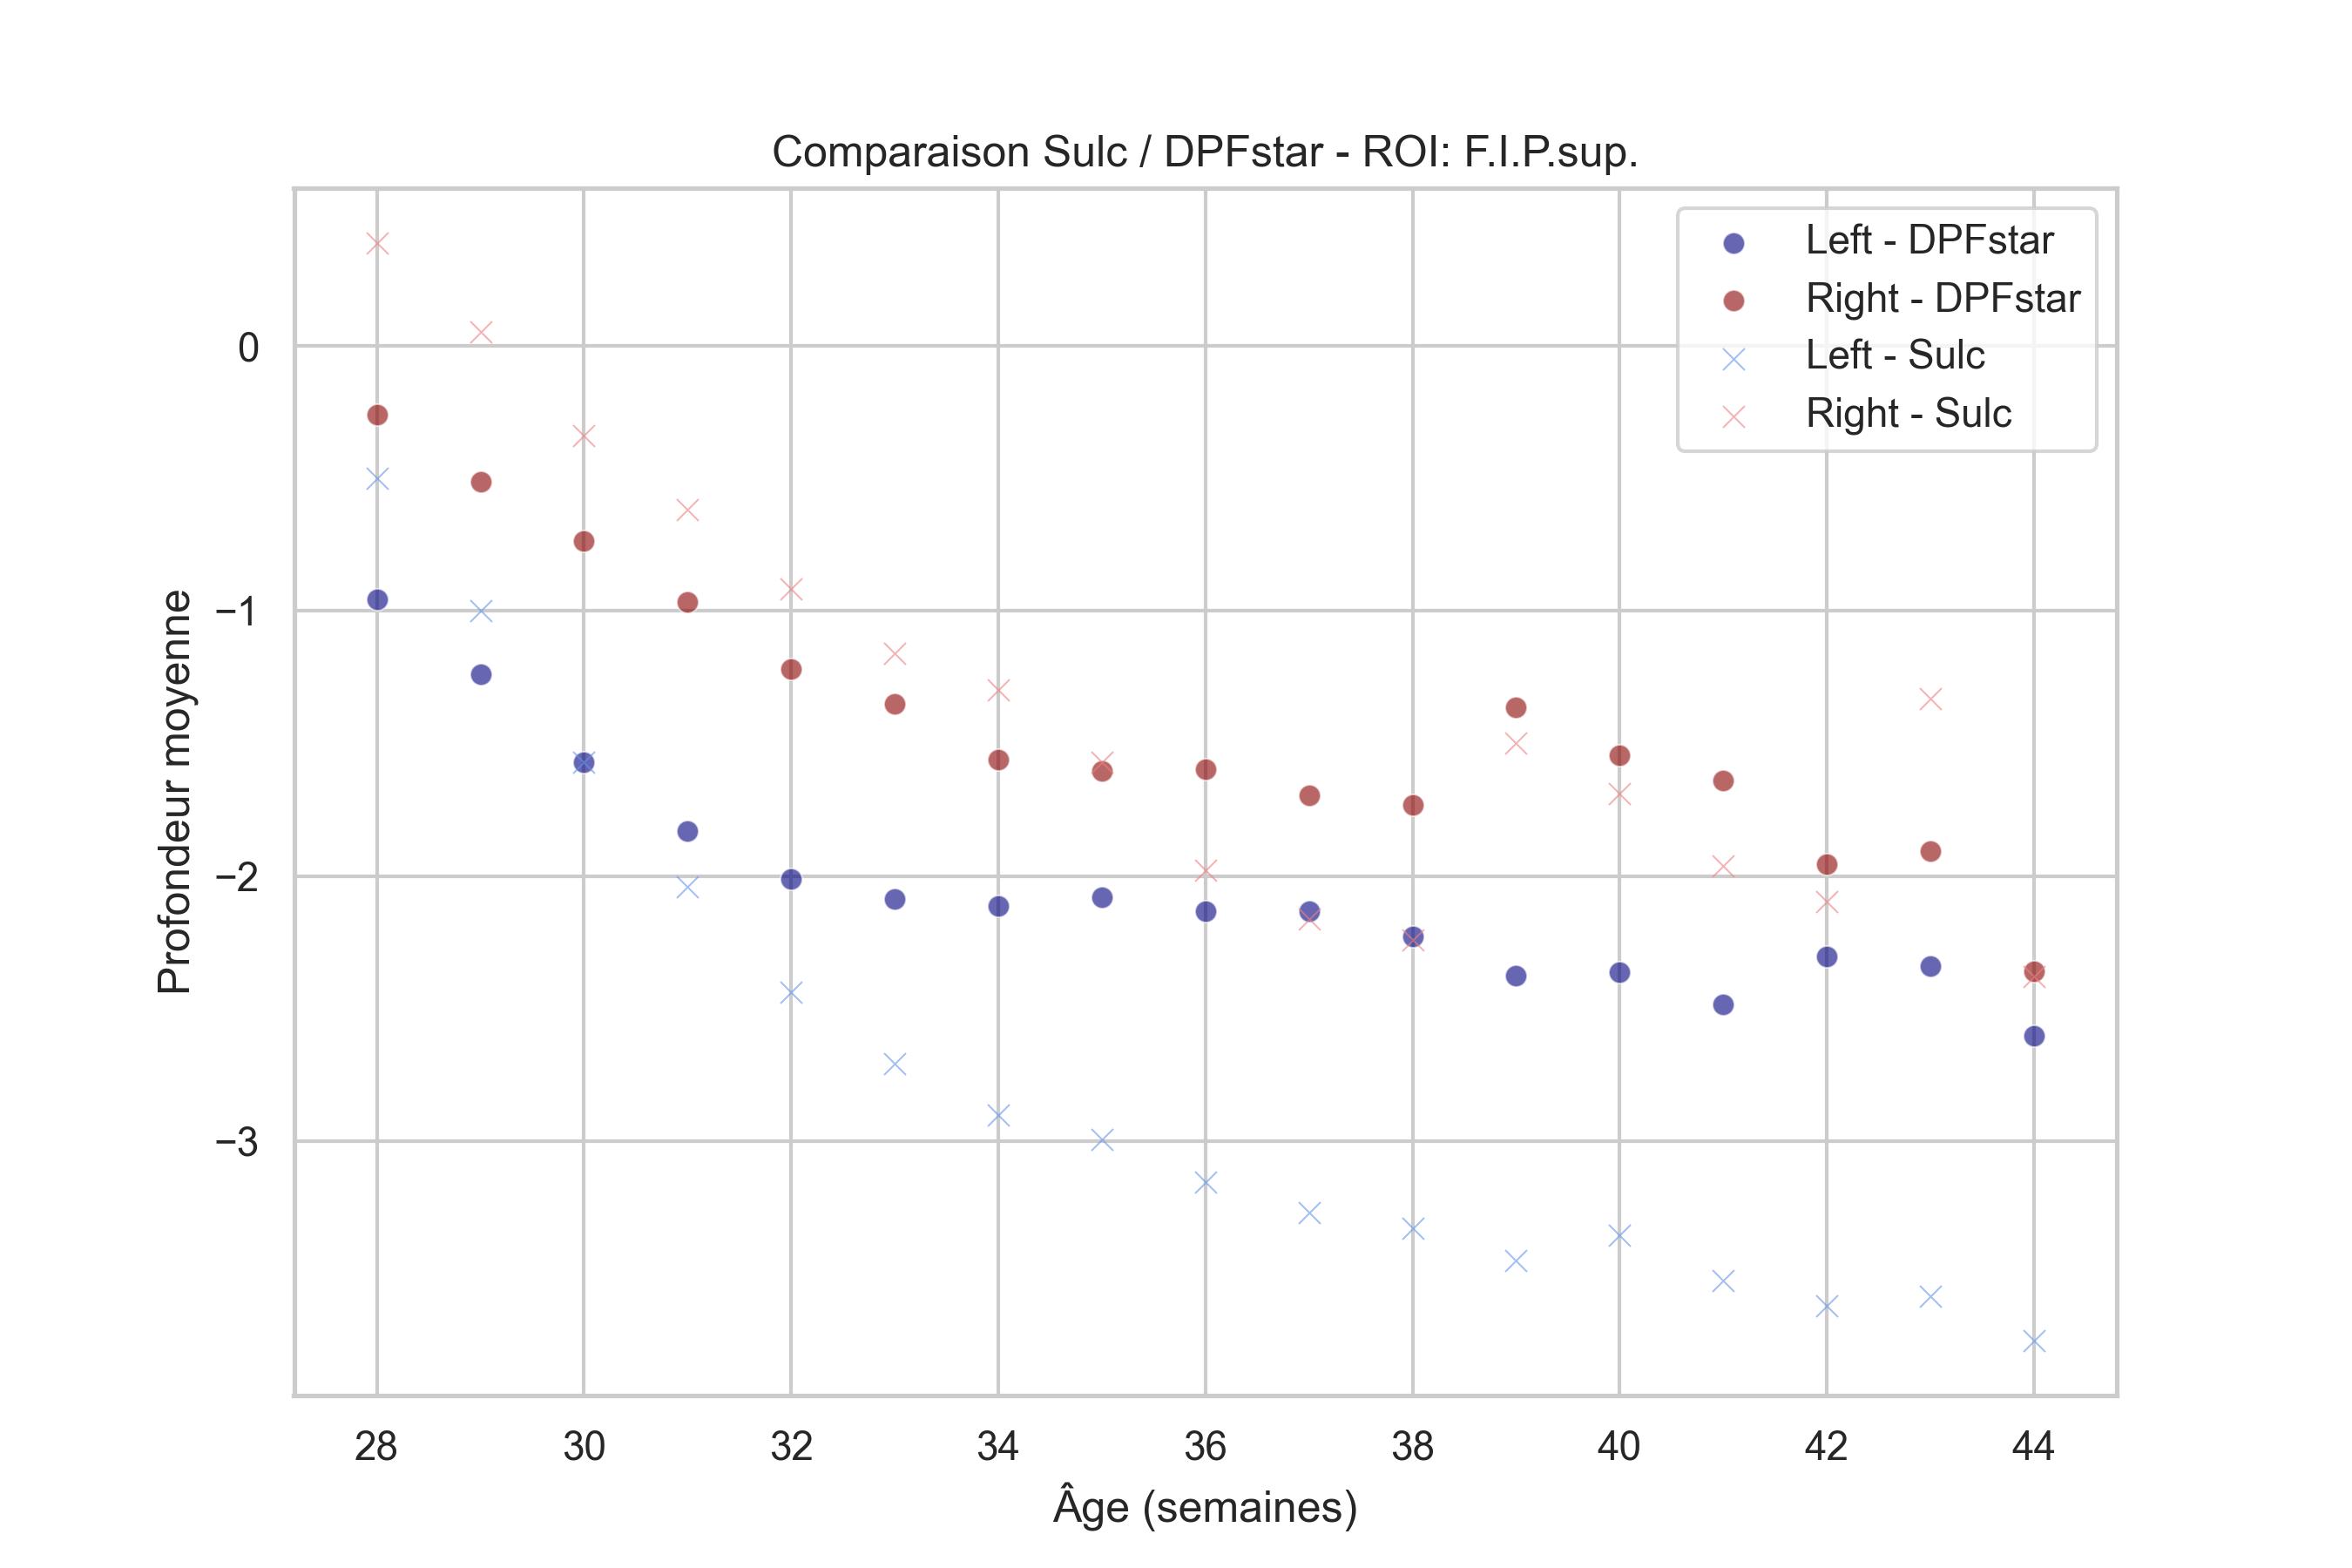 Comparaison Sulc / DPFstar - ROI: F.I.P.sup.
Left - DPFstar
Right - DPFstar
Left - Sulc
Right - Sulc
Profondeur moyenne
0
−1
−2
−3
28 30 32 34 36 38 40 42 44
Âge (semaines)